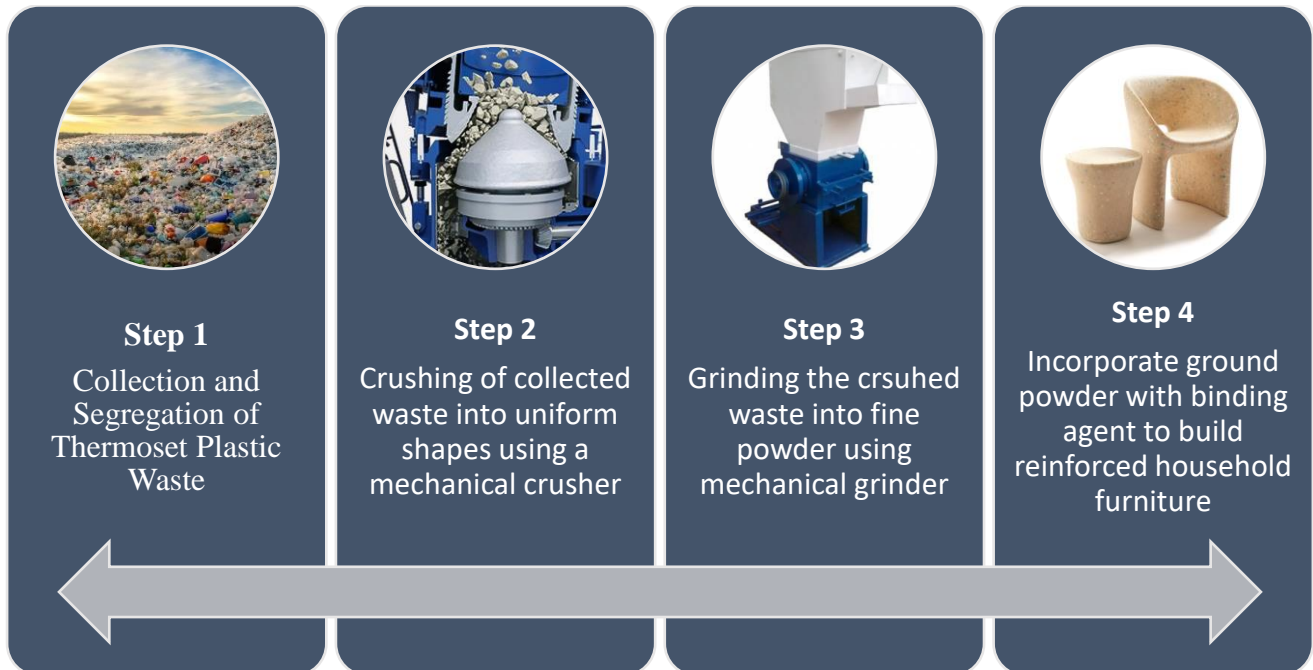 Step 1
Collection and
Segregation of
Thermoset Plastic
Waste
Step 2
Crushing of collected
waste into uniform
shapes using a
mechanical crusher
Step 3
Grinding the crsuhed
waste into fine
powder using
mechanical grinder
Step 4
Incorporate ground
powder with binding
agent to build
reinforced household
furniture